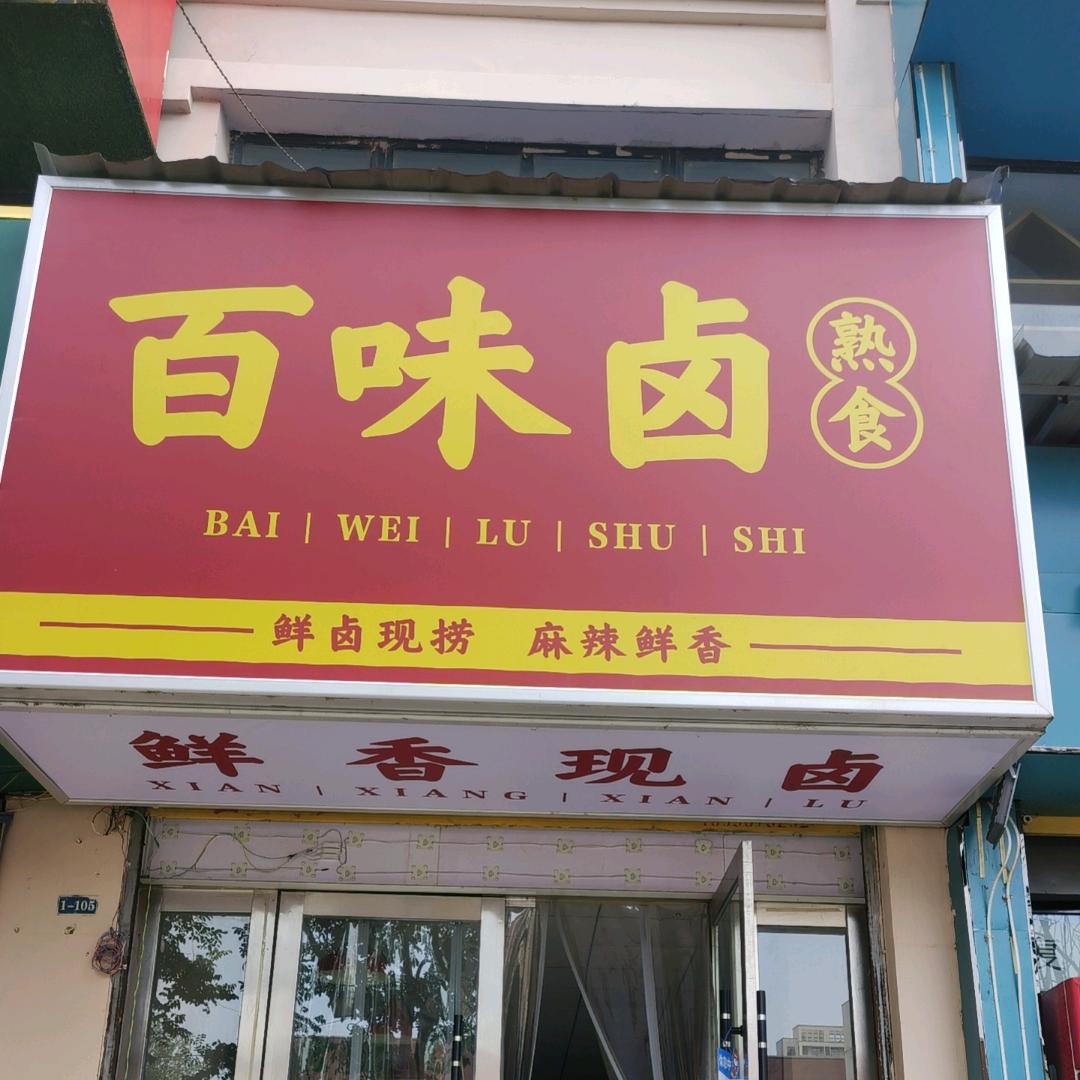 百味卤
熟食
BAI | WEI | LU | SHU | SHI
鲜卤现捞 麻辣鲜香
鲜香现卤
XIAN | XIANG | XIAN | LU
1-105